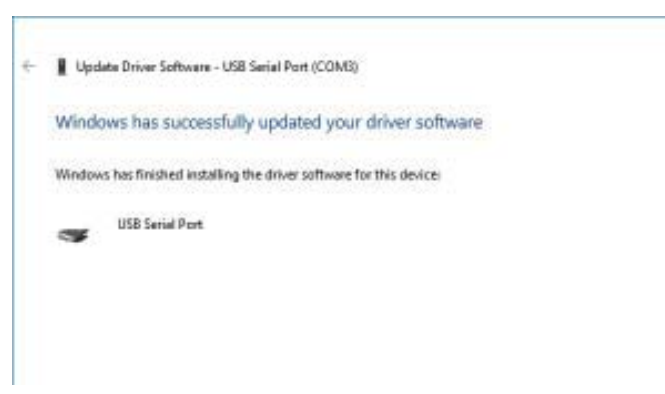 Update Driver Software - USB Serial Port (COM3)
Windows has successfully updated your driver software
Windows has finished installing the driver software for this device:
USB Serial Port